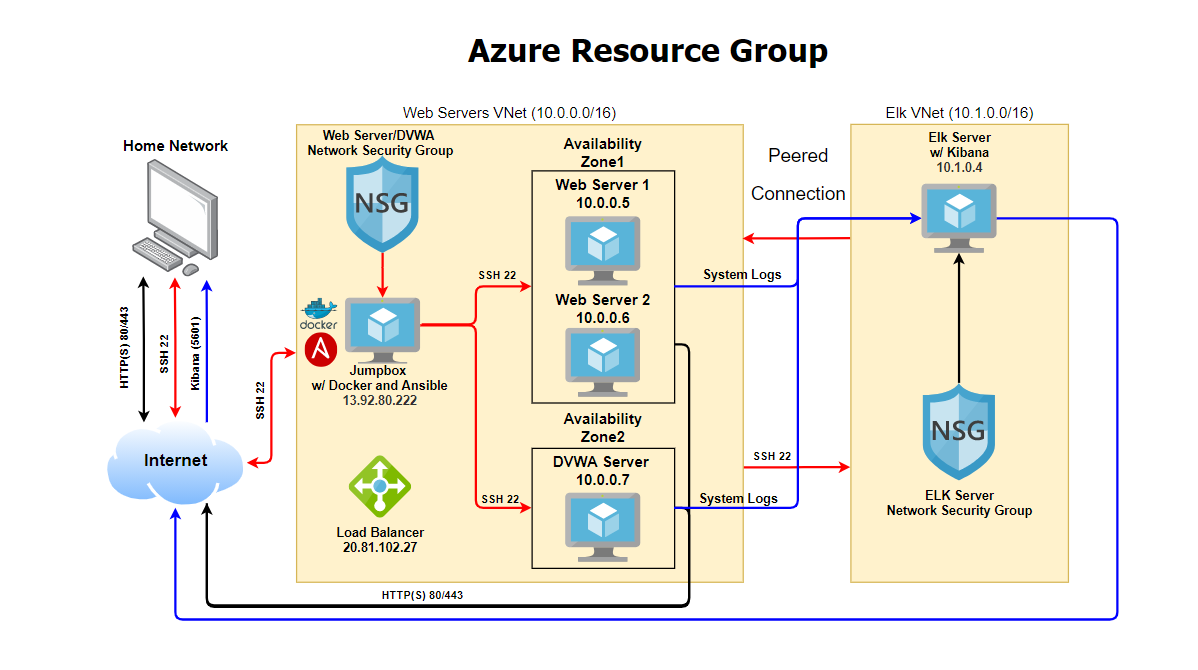 Azure Resource Group
Web Servers VNet (10.0.0.0/16)
Elk VNet (10.1.0.0/16)
Home Network
HTTP(S) 80/443
SSH 22
Kibana (5601)
Internet
SSH 22
Web Server/DVWA
Network Security Group
NSG
docker
A
Jumpbox
w/ Docker and Ansible
13.92.80.222
Load Balancer
20.81.102.27
SSH 22
SSH 22
Availability
Zone1
Web Server 1
10.0.0.5
Web Server 2
10.0.0.6
Availability
Zone2
DVWA Server
10.0.0.7
HTTP(S) 80/443
System Logs
System Logs
Peered
Connection
SSH 22
Elk Server
w/ Kibana
10.1.0.4
NSG
ELK Server
Network Security Group